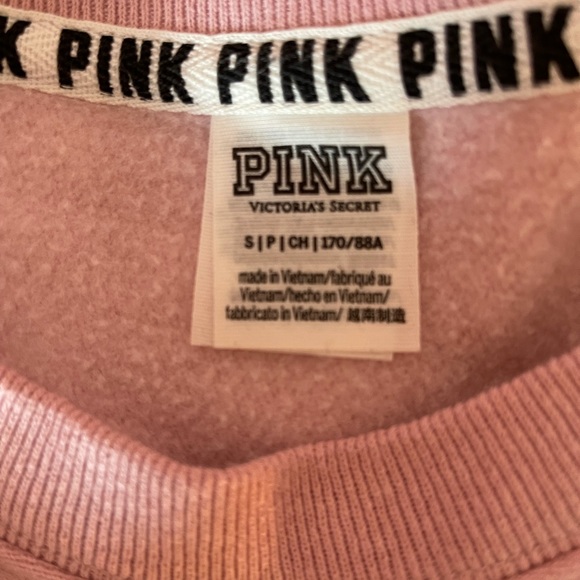 K PINK PINK PINK
PINK
VICTORIA'S SECRET
S | P | CH | 170/88A
made in Vietnam/fabriqué au
Vietnam/hecho en Vietnam/
fabbricato in Vietnam/ 越南制造